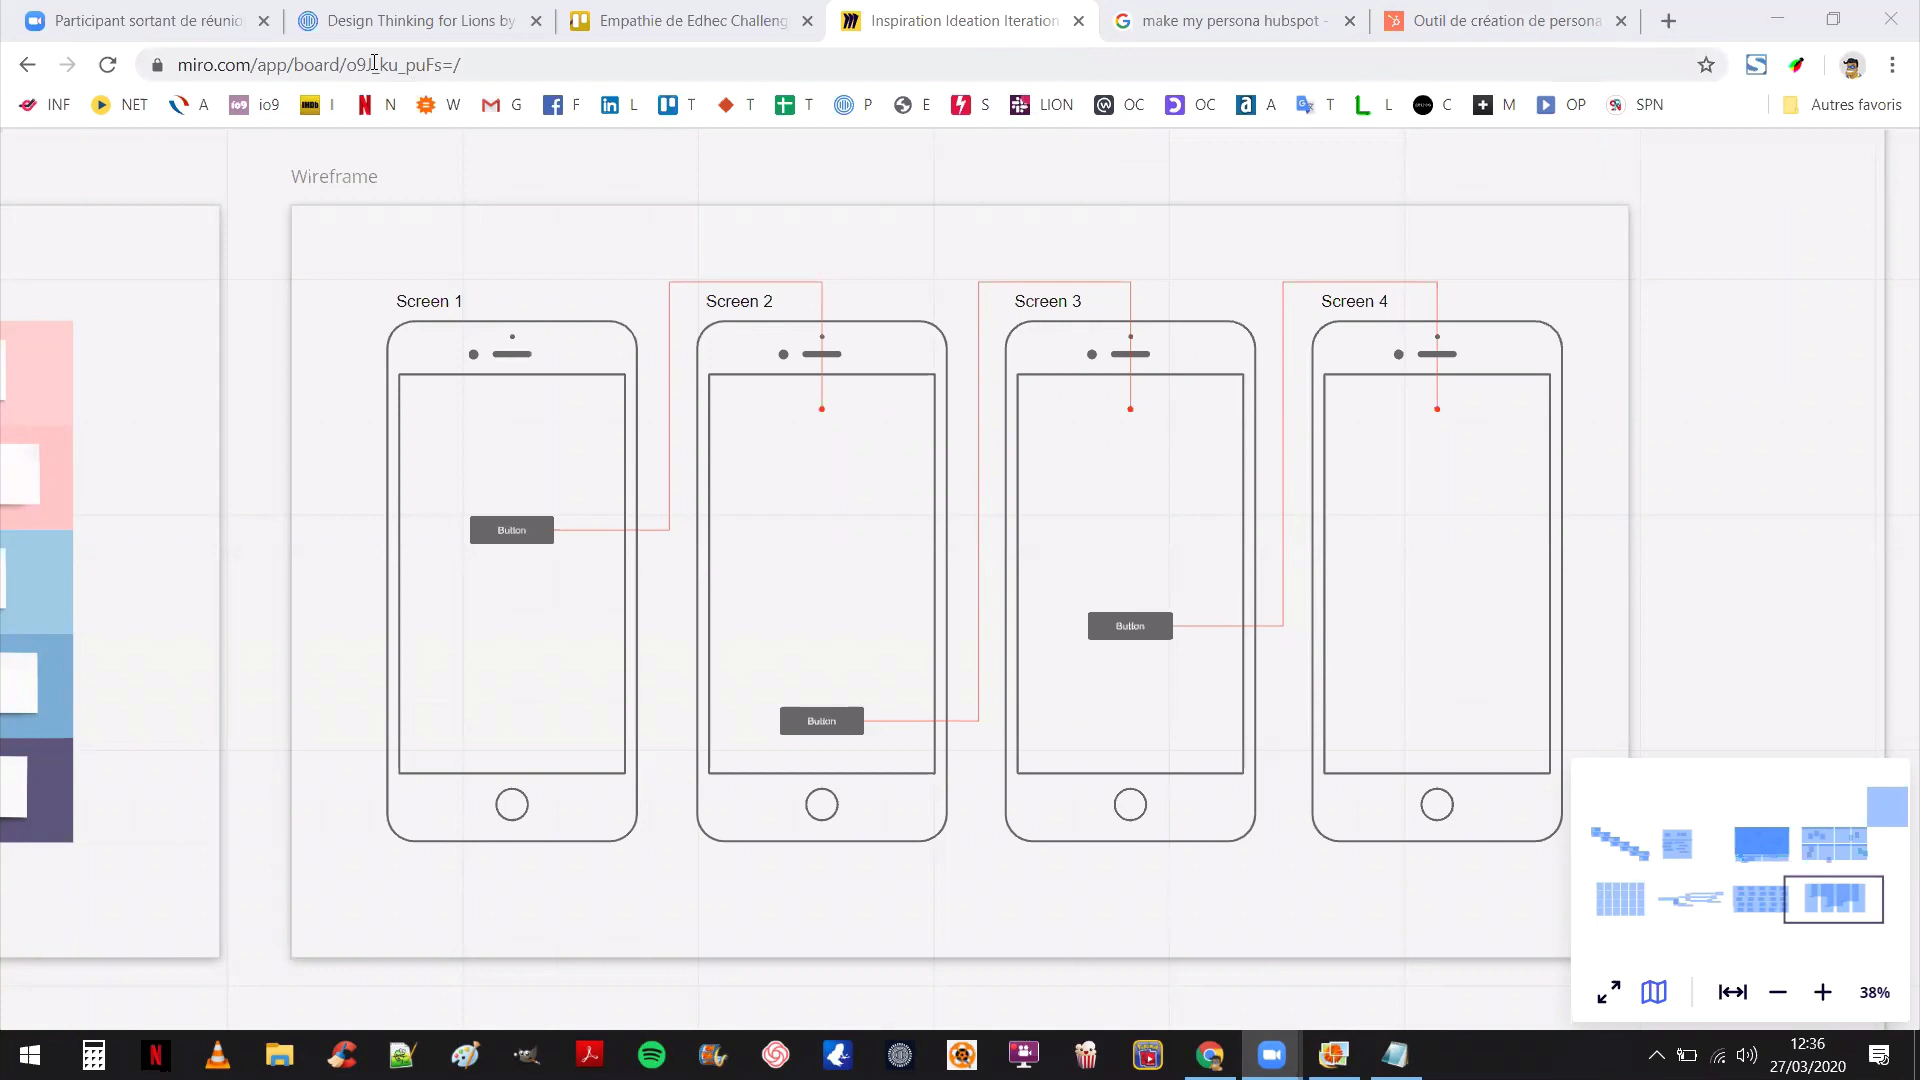 Participant sortant de réunio
Design Thinking for Lions by
Empathie de Edhec Challeng
Inspiration Ideation Iteration
make my persona hubspot -
Outil de création de persona
miro.com/app/board/o9J_ku_puFs=/
INF
NET
A
io9
I
N
W
G
F
L
T
T
T
P
E
S
LION
OC
OC
A
T
L
C
M
OP
SPN
Autres favoris
Wireframe
Screen 1
Screen 2
Screen 3
Screen 4
Button
Button
Button
38%
12:36
27/03/2020